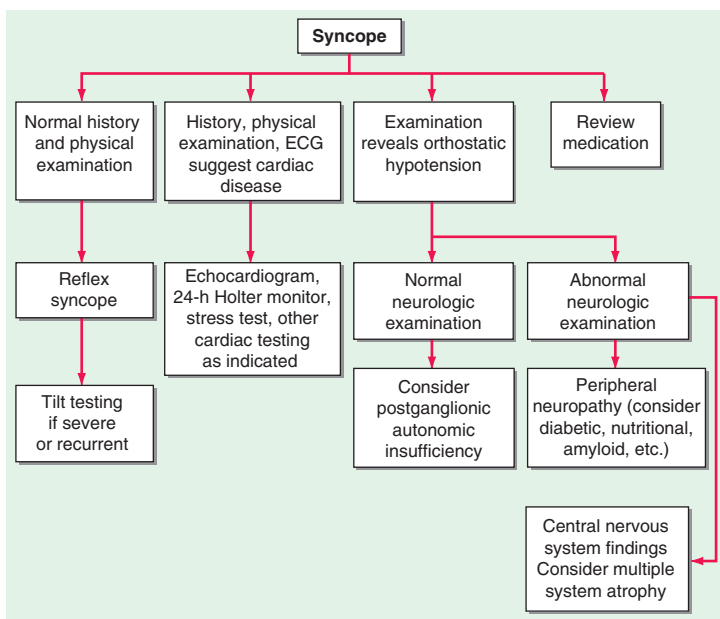 Syncope
Normal history
and physical
examination
History, physical
examination, ECG
suggest cardiac
disease
Examination
reveals orthostatic
hypotension
Review
medication
Reflex
syncope
Echocardiogram,
24-h Holter monitor,
stress test, other
cardiac testing
as indicated
Normal
neurologic
examination
Abnormal
neurologic
examination
Tilt testing
if severe
or recurrent
Consider
postganglionic
autonomic
insufficiency
Peripheral
neuropathy (consider
diabetic, nutritional,
amyloid, etc.)
Central nervous
system findings
Consider multiple
system atrophy